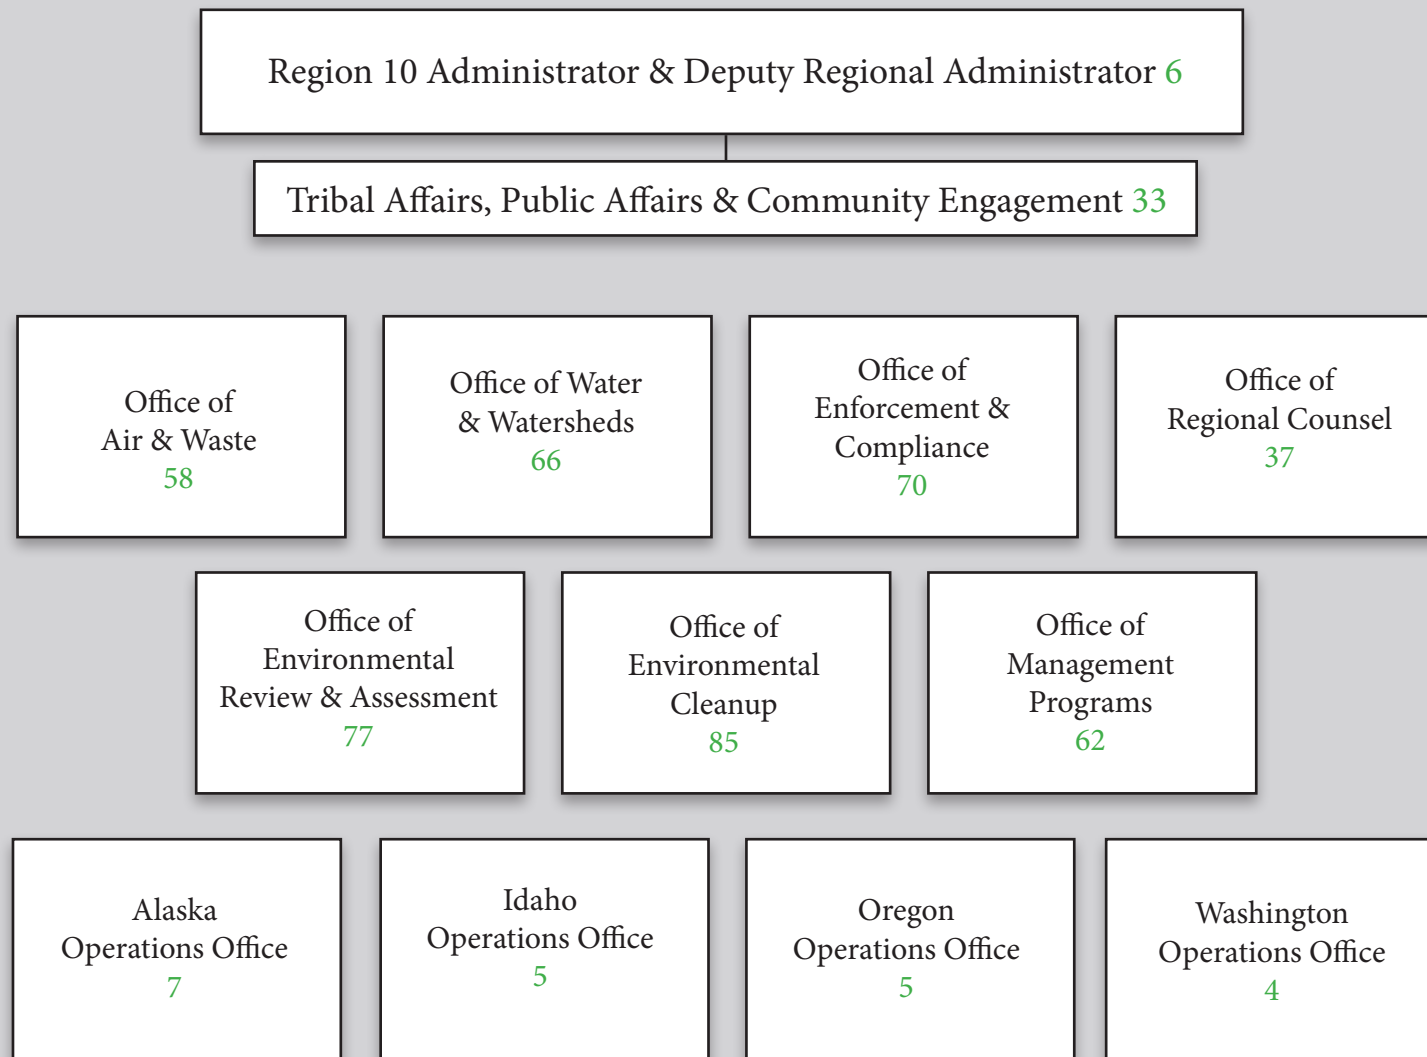 Region 10 Administrator & Deputy Regional Administrator 6
Tribal Affairs, Public Affairs & Community Engagement 33
Office of
Air & Waste
58
Office of Water
& Watersheds
66
Office of
Enforcement &
Compliance
70
Office of
Regional Counsel
37
Office of
Environmental
Review & Assessment
77
Office of
Environmental
Cleanup
85
Office of
Management
Programs
62
Alaska
Operations Office
7
Idaho
Operations Office
5
Oregon
Operations Office
5
Washington
Operations Office
4